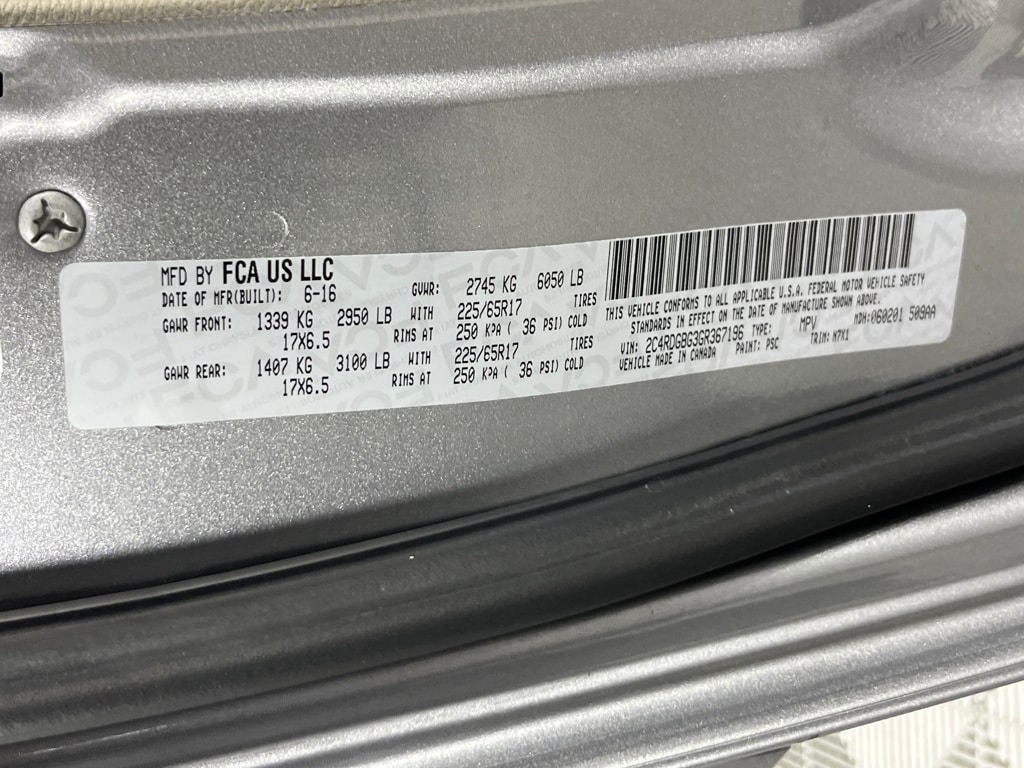 MFD BY FCA US LLC
DATE OF MFR(BUILT): 6-16 GVWR: 2745 KG 6050 LB
GAWR FRONT: 1339 KG 2950 LB WITH 225/65R17 TIRES
17X6.5 RIMS AT 250 KPA ( 36 PSI) COLD
GAWR REAR: 1407 KG 3100 LB WITH 225/65R17 TIRES
17X6.5 RIMS AT 250 KPA ( 36 PSI) COLD
THIS VEHICLE CONFORMS TO ALL APPLICABLE U.S.A. FEDERAL MOTOR VEHICLE SAFETY
STANDARDS IN EFFECT ON THE DATE OF MANUFACTURE SHOWN ABOVE.
VIN: 2C4RDGBG3GR367196 TYPE: MPV MDH:060201 509AA
VEHICLE MADE IN CANADA PAINT: PSC TRIM: N7X1